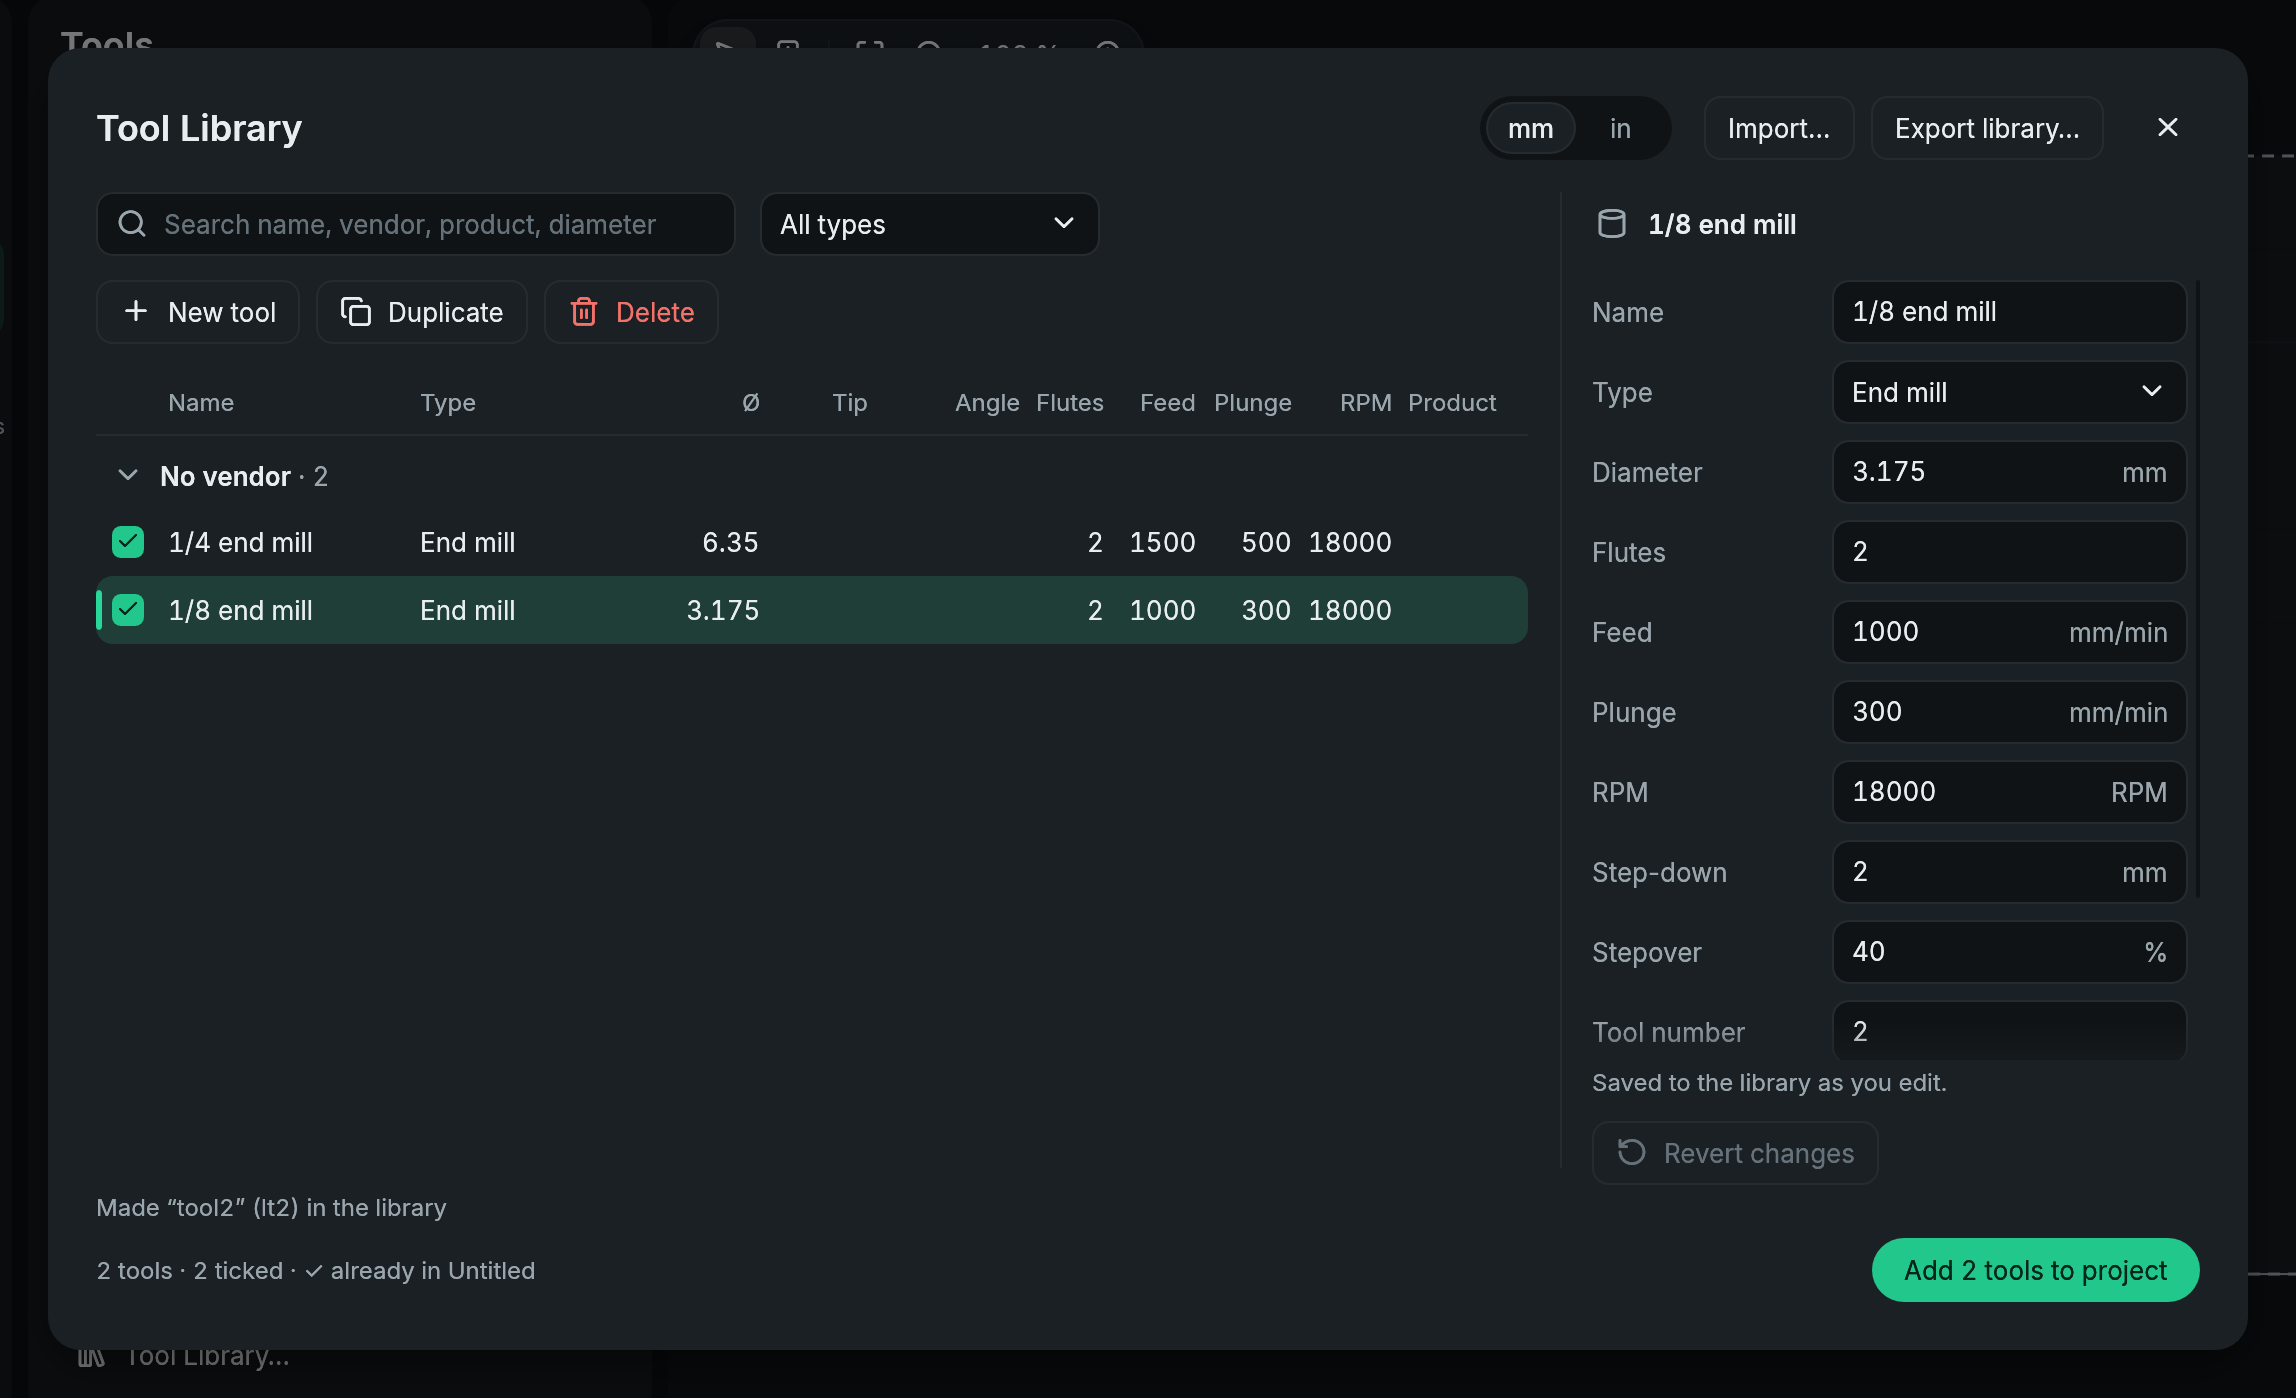 Tools
100 %
Tool Library
mm in Import... Export library... 
Search name, vendor, product, diameter All types
New tool Duplicate Delete
Name Type Ø Tip Angle Flutes Feed Plunge RPM Product
No vendor · 2
1/4 end mill End mill 6.35 2 1500 500 18000
1/8 end mill End mill 3.175 2 1000 300 18000
1/8 end mill
Name 1/8 end mill
Type End mill
Diameter 3.175 mm
Flutes 2
Feed 1000 mm/min
Plunge 300 mm/min
RPM 18000 RPM
Step-down 2 mm
Stepover 40 %
Tool number 2
Saved to the library as you edit.
Revert changes
Made “tool2” (lt2) in the library
2 tools · 2 ticked · ✓ already in Untitled
Add 2 tools to project
Tool Library...